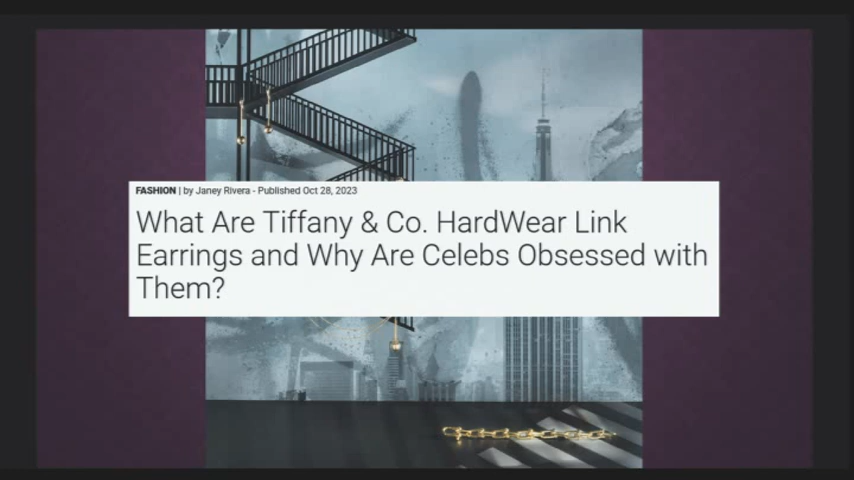 FASHION | by Janey Rivera - Published Oct 28, 2023
What Are Tiffany & Co. HardWear Link
Earrings and Why Are Celebs Obsessed with
Them?